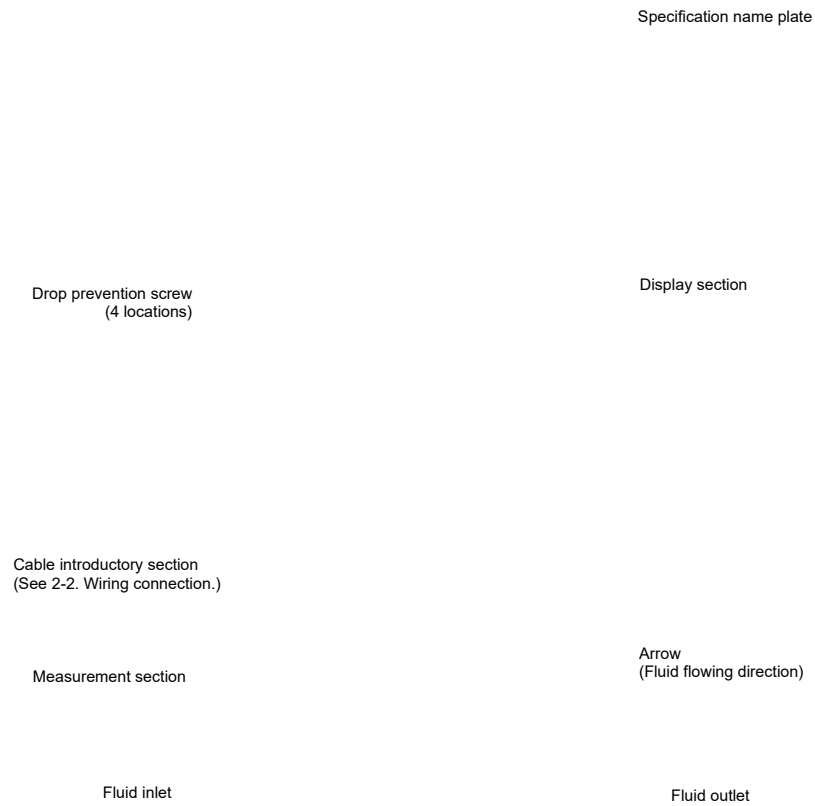 Specification name plate
Drop prevention screw
(4 locations)
Display section
Cable introductory section
(See 2-2. Wiring connection.)
Arrow
(Fluid flowing direction)
Measurement section
Fluid inlet
Fluid outlet